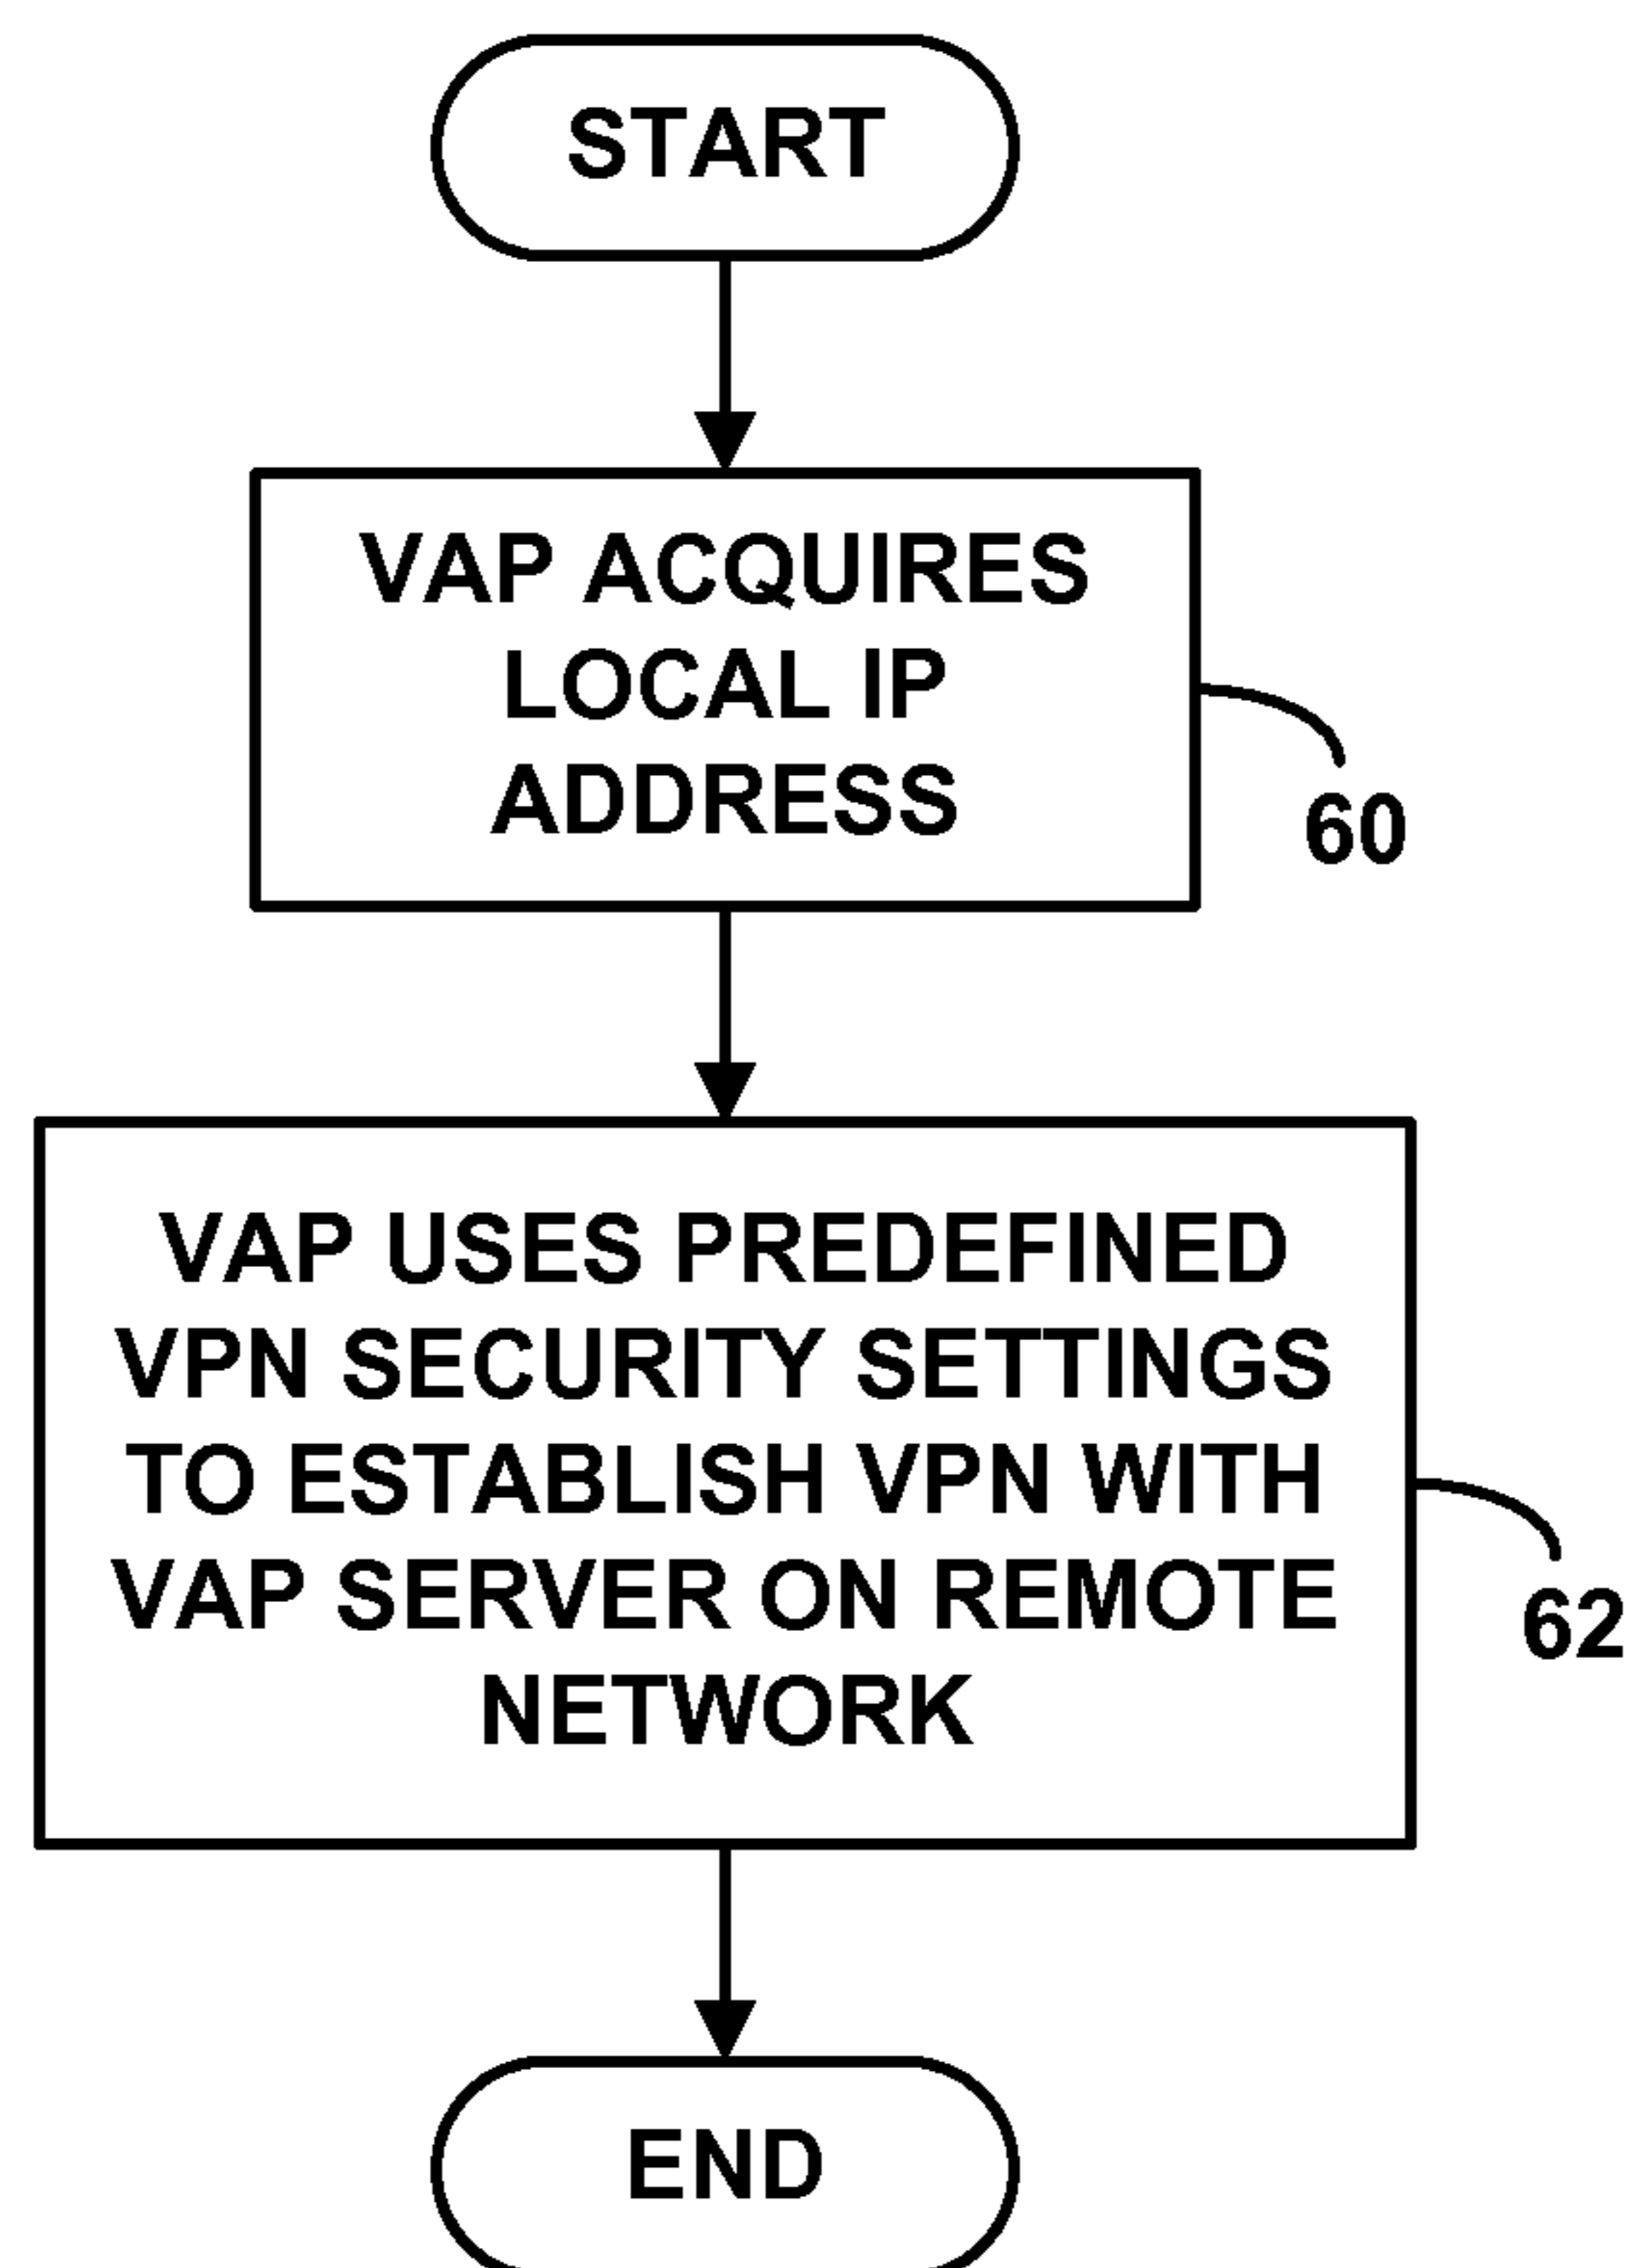 START
VAP ACQUIRES
LOCAL IP
ADDRESS
60
VAP USES PREDEFINED
VPN SECURITY SETTINGS
TO ESTABLISH VPN WITH
VAP SERVER ON REMOTE
NETWORK
62
END